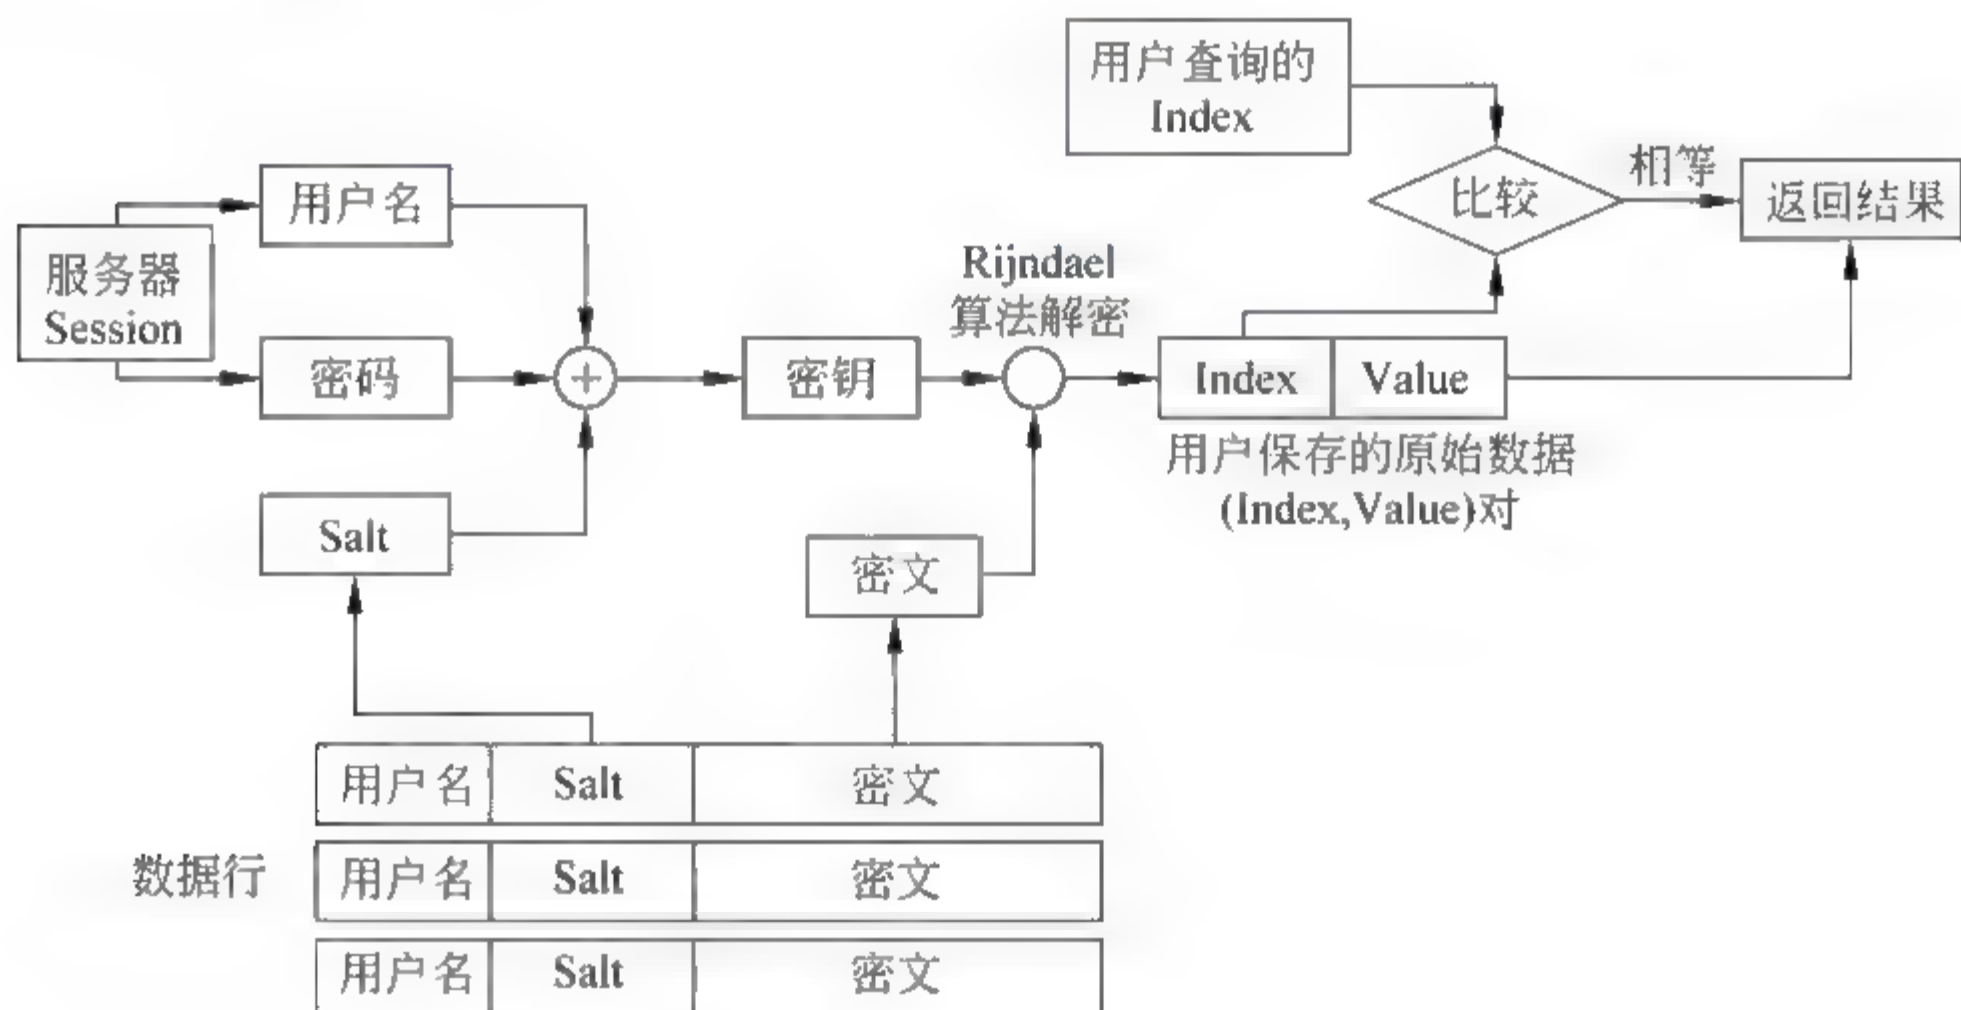 用户查询的
Index
相等
用户名
比较
返回结果
服务器
Session
Rijndael
算法解密
密码
+
密钥
Index
Value
用户保存的原始数据
(Index,Value)对
Salt
密文
用户名
Salt
密文
数据行
用户名
Salt
密文
用户名
Salt
密文